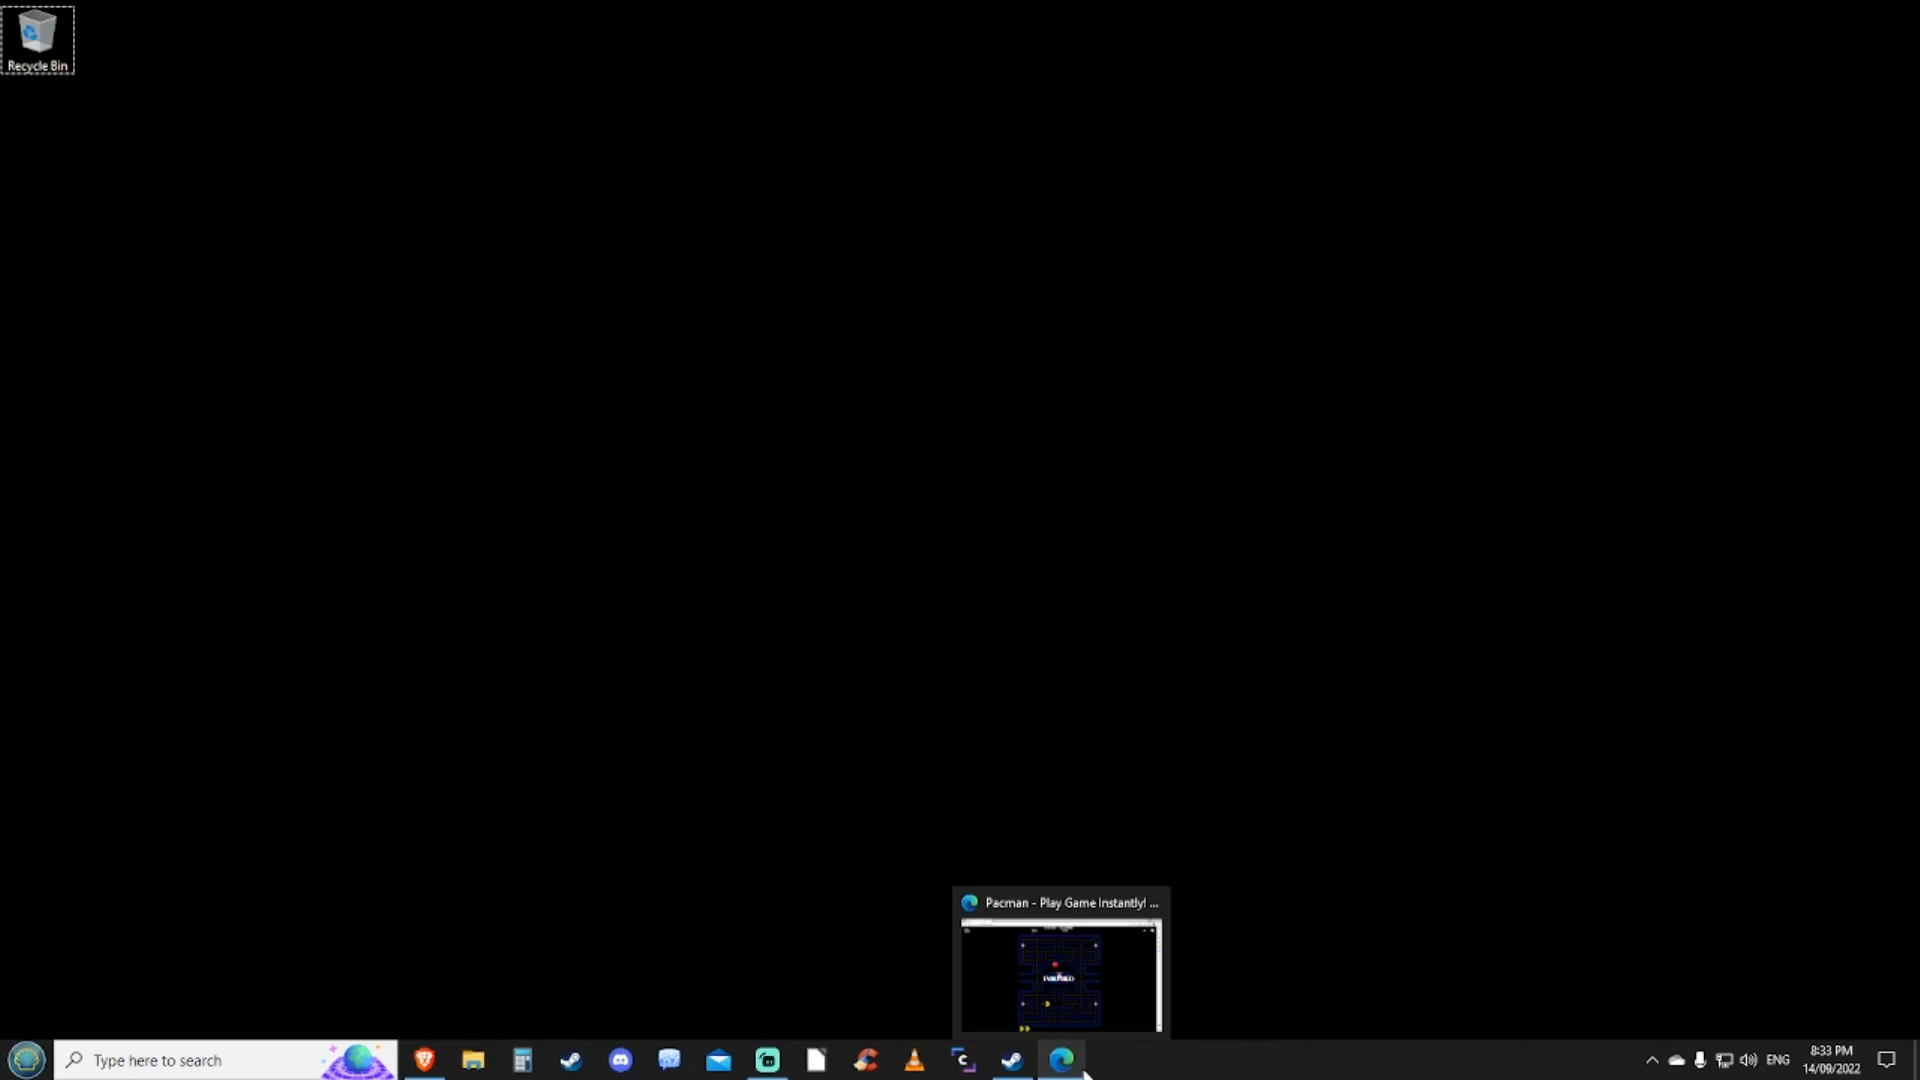 Recycle Bin
Pacman - Play Game Instantly! ...
Type here to search
ENG
8:33 PM
14/09/2022